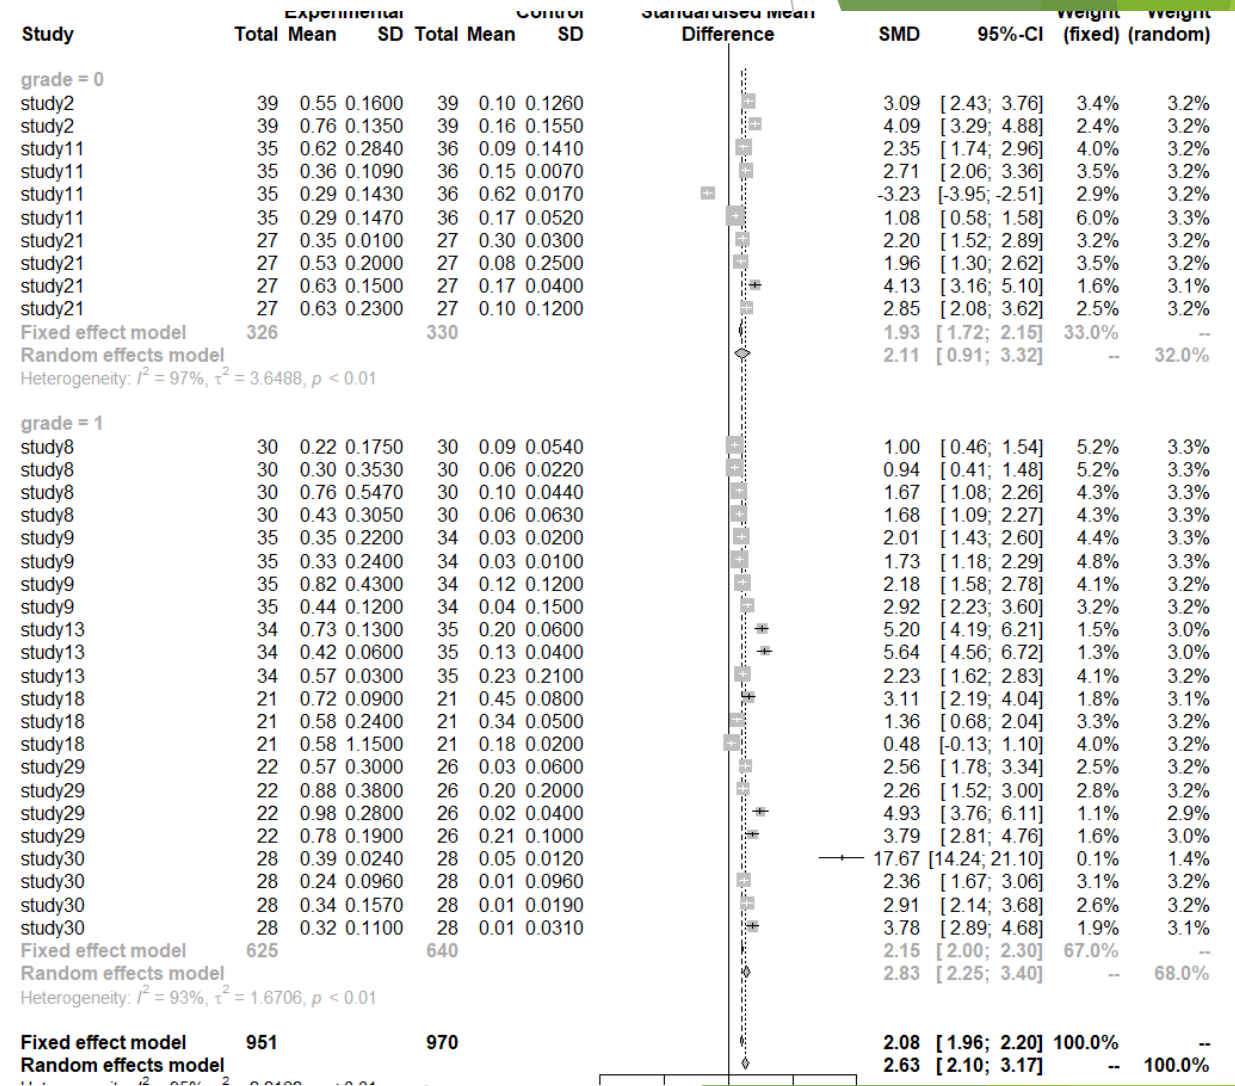 Experimental Control Standardised Mean Weight Weight
Study Total Mean SD Total Mean SD Difference SMD 95%-CI (fixed) (random)
grade = 0
study2 39 0.55 0.1600 39 0.10 0.1260 3.09 [ 2.43; 3.76] 3.4% 3.2%
study2 39 0.76 0.1350 39 0.16 0.1550 4.09 [ 3.29; 4.88] 2.4% 3.2%
study11 35 0.62 0.2840 36 0.09 0.1410 2.35 [ 1.74; 2.96] 4.0% 3.2%
study11 35 0.36 0.1090 36 0.15 0.0070 2.71 [ 2.06; 3.36] 3.5% 3.2%
study11 35 0.29 0.1430 36 0.62 0.0170 -3.23 [-3.95; -2.51] 2.9% 3.2%
study11 35 0.29 0.1470 36 0.17 0.0520 1.08 [ 0.58; 1.58] 6.0% 3.3%
study21 27 0.35 0.0100 27 0.30 0.0300 2.20 [ 1.52; 2.89] 3.2% 3.2%
study21 27 0.53 0.2000 27 0.08 0.2500 1.96 [ 1.30; 2.62] 3.5% 3.2%
study21 27 0.63 0.1500 27 0.17 0.0400 4.13 [ 3.16; 5.10] 1.6% 3.1%
study21 27 0.63 0.2300 27 0.10 0.1200 2.85 [ 2.08; 3.62] 2.5% 3.2%
Fixed effect model 326 330 1.93 [ 1.72; 2.15] 33.0% --
Random effects model 2.11 [ 0.91; 3.32] -- 32.0%
Heterogeneity: I² = 97%, τ² = 3.6488, p < 0.01
grade = 1
study8 30 0.22 0.1750 30 0.09 0.0540 1.00 [ 0.46; 1.54] 5.2% 3.3%
study8 30 0.30 0.3530 30 0.06 0.0220 0.94 [ 0.41; 1.48] 5.2% 3.3%
study8 30 0.76 0.5470 30 0.10 0.0440 1.67 [ 1.08; 2.26] 4.3% 3.3%
study8 30 0.43 0.3050 30 0.06 0.0630 1.68 [ 1.09; 2.27] 4.3% 3.3%
study9 35 0.35 0.2200 34 0.03 0.0200 2.01 [ 1.43; 2.60] 4.4% 3.3%
study9 35 0.33 0.2400 34 0.03 0.0100 1.73 [ 1.18; 2.29] 4.8% 3.3%
study9 35 0.82 0.4300 34 0.12 0.1200 2.18 [ 1.58; 2.78] 4.1% 3.2%
study9 35 0.44 0.1200 34 0.04 0.1500 2.92 [ 2.23; 3.60] 3.2% 3.2%
study13 34 0.73 0.1300 35 0.20 0.0600 5.20 [ 4.19; 6.21] 1.5% 3.0%
study13 34 0.42 0.0600 35 0.13 0.0400 5.64 [ 4.56; 6.72] 1.3% 3.0%
study13 34 0.57 0.0300 35 0.23 0.2100 2.23 [ 1.62; 2.83] 4.1% 3.2%
study18 21 0.72 0.0900 21 0.45 0.0800 3.11 [ 2.19; 4.04] 1.8% 3.1%
study18 21 0.58 0.2400 21 0.34 0.0500 1.36 [ 0.68; 2.04] 3.3% 3.2%
study18 21 0.58 1.1500 21 0.18 0.0200 0.48 [-0.13; 1.10] 4.0% 3.2%
study29 22 0.57 0.3000 26 0.03 0.0600 2.56 [ 1.78; 3.34] 2.5% 3.2%
study29 22 0.88 0.3800 26 0.20 0.2000 2.26 [ 1.52; 3.00] 2.8% 3.2%
study29 22 0.98 0.2800 26 0.02 0.0400 4.93 [ 3.76; 6.11] 1.1% 2.9%
study29 22 0.78 0.1900 26 0.21 0.1000 3.79 [ 2.81; 4.76] 1.6% 3.0%
study30 28 0.39 0.0240 28 0.05 0.0120 17.67 [14.24; 21.10] 0.1% 1.4%
study30 28 0.24 0.0960 28 0.01 0.0960 2.36 [ 1.67; 3.06] 3.1% 3.2%
study30 28 0.34 0.1570 28 0.01 0.0190 2.91 [ 2.14; 3.68] 2.6% 3.2%
study30 28 0.32 0.1100 28 0.01 0.0310 3.78 [ 2.89; 4.68] 1.9% 3.1%
Fixed effect model 625 640 2.15 [ 2.00; 2.30] 67.0% --
Random effects model 2.83 [ 2.25; 3.40] -- 68.0%
Heterogeneity: I² = 93%, τ² = 1.6706, p < 0.01
Fixed effect model 951 970 2.08 [ 1.96; 2.20] 100.0% --
Random effects model 2.63 [ 2.10; 3.17] -- 100.0%